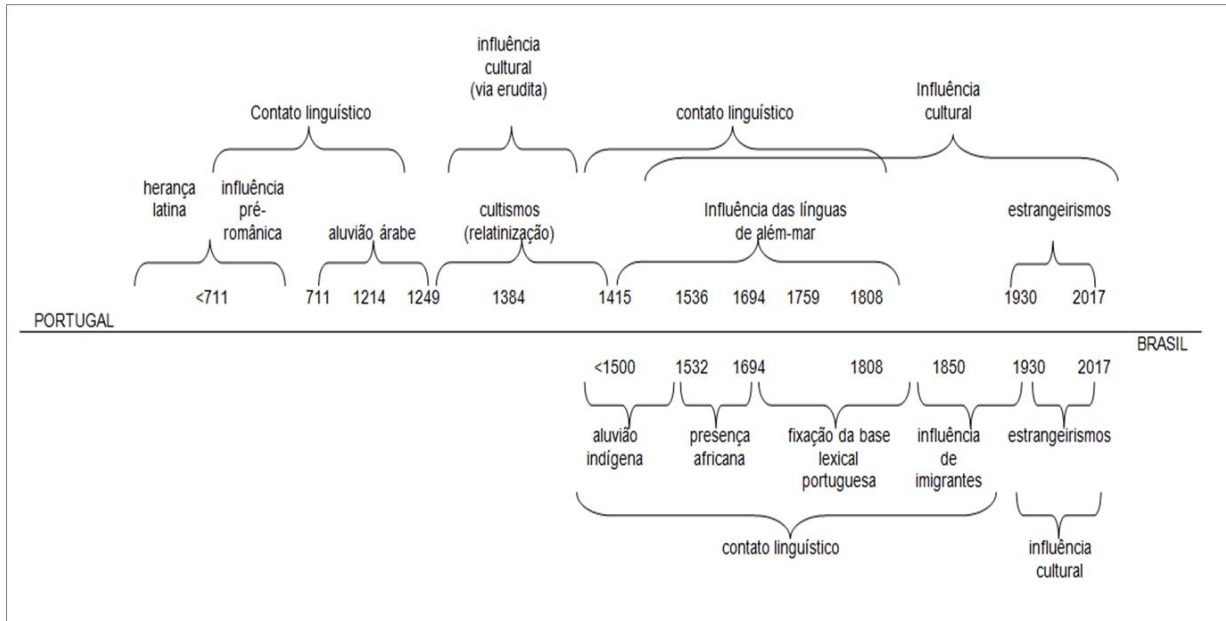 influência
cultural
(via erudita)
Influência
cultural
Contato linguístico
contato linguístico
herança
latina
influência
pré-
românica
aluvião árabe
cultismos
(relatinização)
Influência das línguas
de além-mar
estrangeirismos
<711 711 1214 1249 1384 1415 1536 1694 1759 1808 1930 2017
PORTUGAL
BRASIL
<1500 1532 1694 1808 1850 1930 2017
aluvião
indígena
presença
africana
fixação da base
lexical
portuguesa
influência
de
imigrantes
estrangeirismos
contato linguístico
influência
cultural